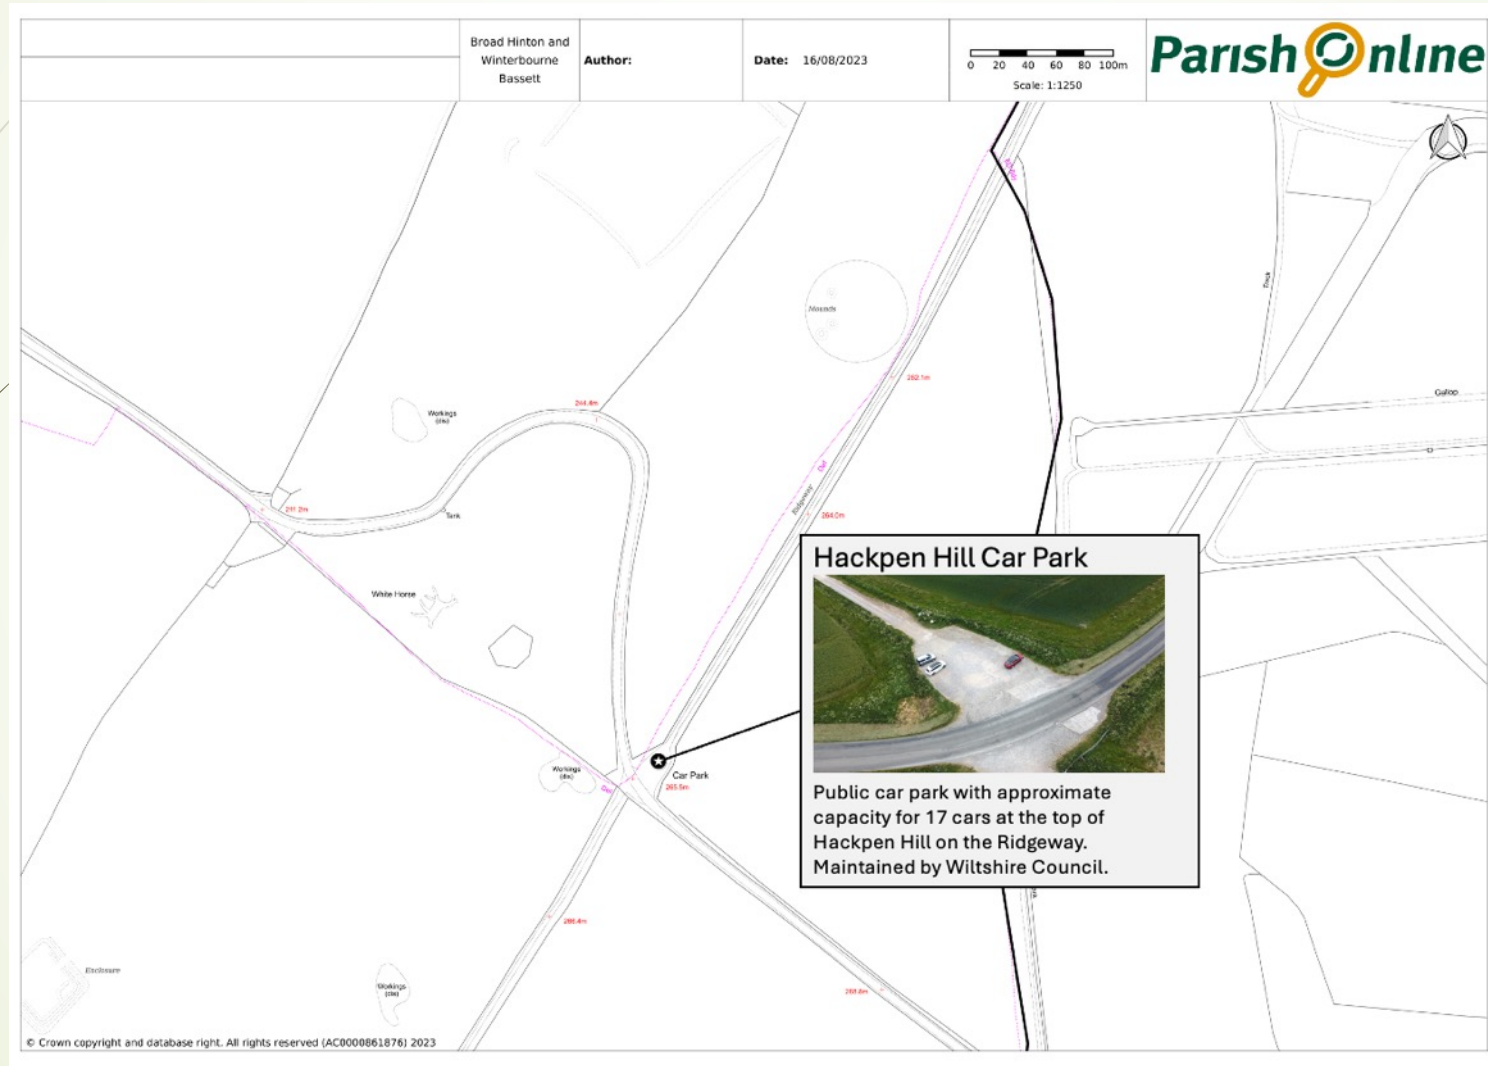 Broad Hinton and
Winterbourne
Bassett
Author:
Date: 16/08/2023
0 20 40 60 80 100m
Scale: 1:1250
Parish Online
Track
Mounds
262.1m
Gallop
244.4m
Workings
(dis)
Def
Ridgeway
264.0m
211.2m
Tank
White Horse
Hackpen Hill Car Park
Public car park with approximate
capacity for 17 cars at the top of
Hackpen Hill on the Ridgeway.
Maintained by Wiltshire Council.
Workings
(dis)
Car Park
265.5m
Def
266.4m
Enclosure
Workings
(dis)
© Crown copyright and database right. All rights reserved (AC0000861876) 2023